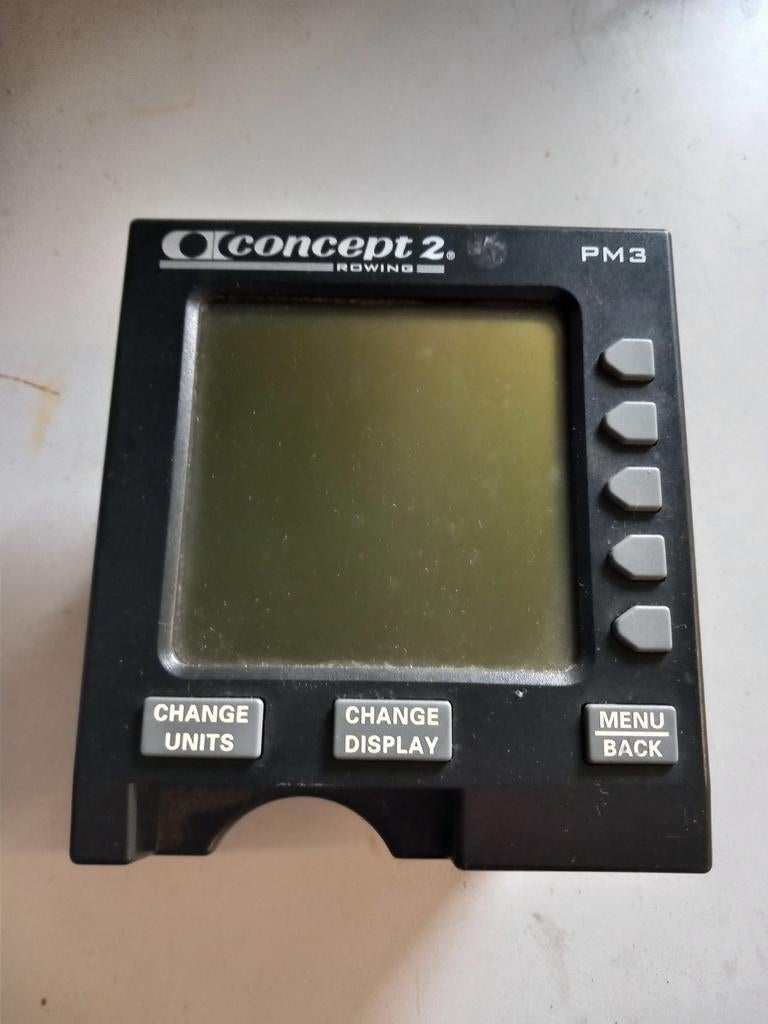 concept 2® PM3
ROWING
CHANGE UNITS
CHANGE DISPLAY
MENU
BACK